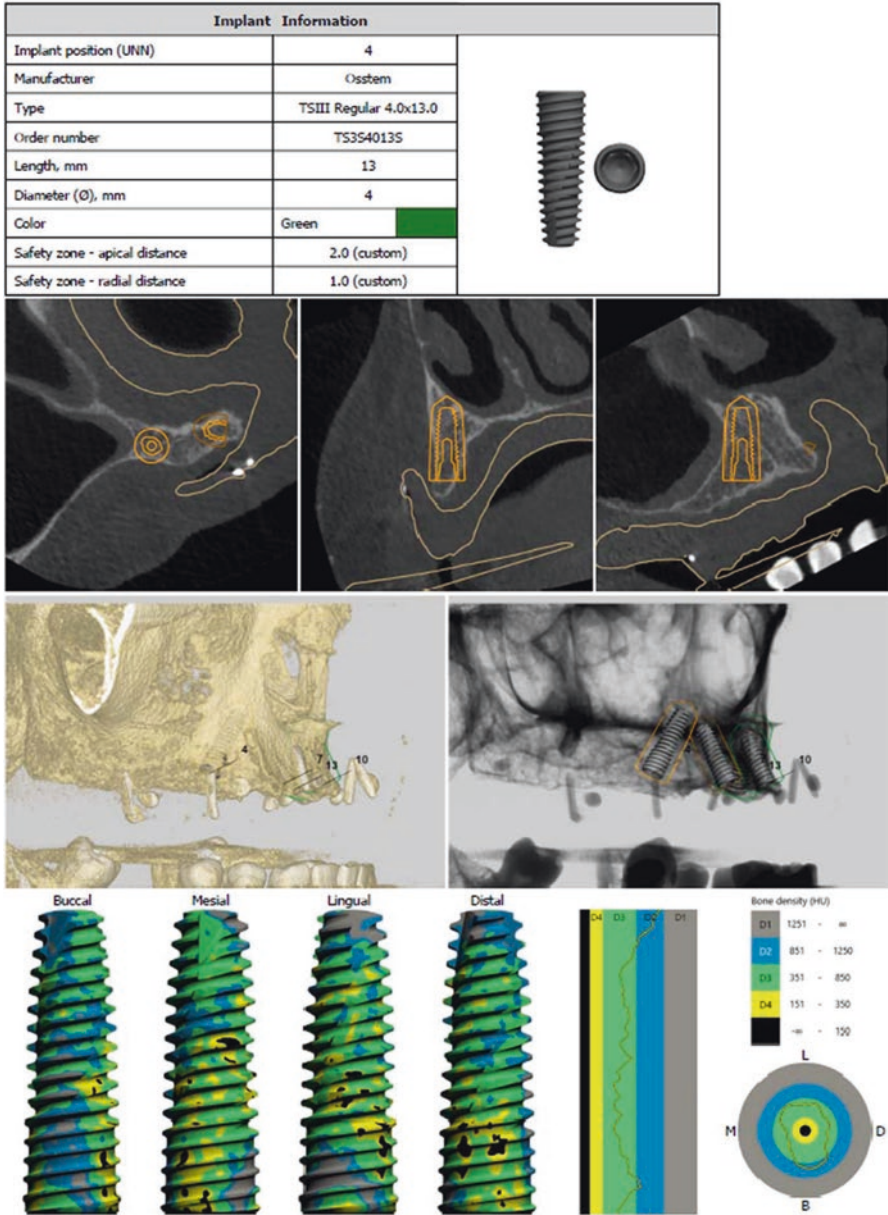 Implant Information
Implant position (UNN) 4
Manufacturer Osstem
Type TSIII Regular 4.0x13.0
Order number TS3S4013S
Length, mm 13
Diameter (Ø), mm 4
Color Green
Safety zone - apical distance 2.0 (custom)
Safety zone - radial distance 1.0 (custom)
4
7
13
10
13
10
Buccal Mesial Lingual Distal
D4 D3 D2 D1
Bone density (HU)
D1 1251 - ∞
D2 851 - 1250
D3 351 - 850
D4 151 - 350
-∞ - 150
L
M D
B